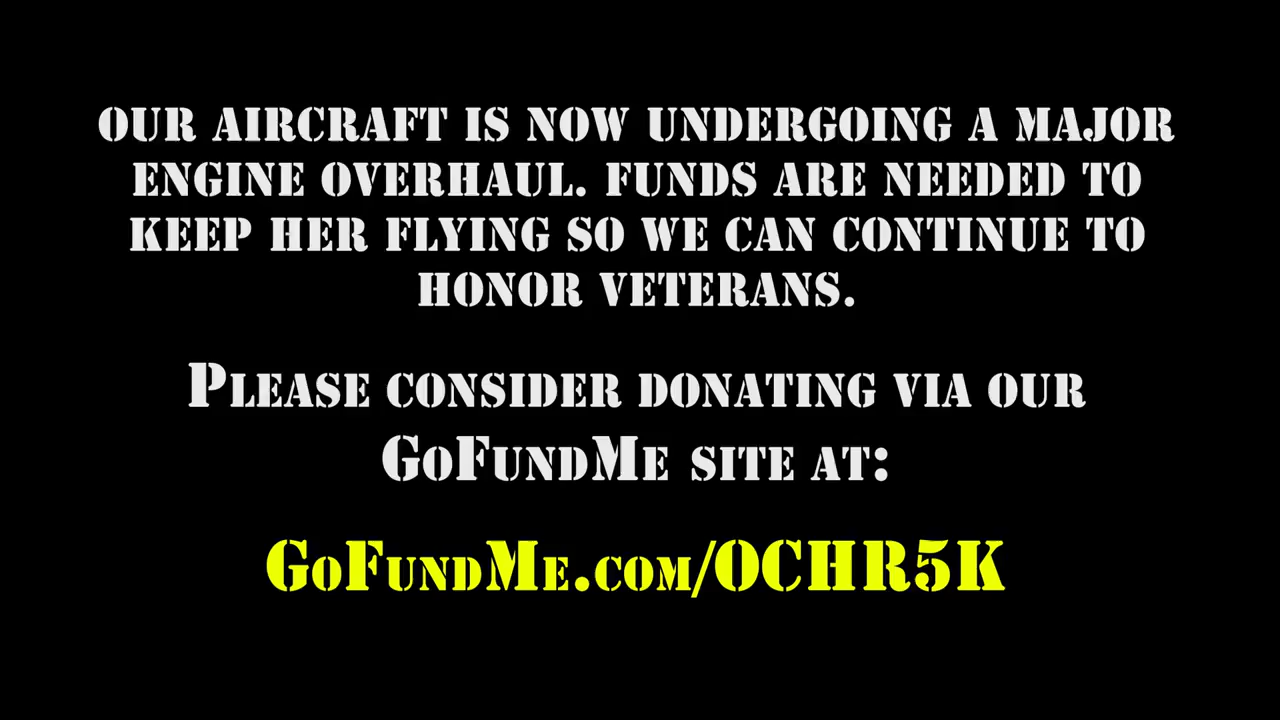 OUR AIRCRAFT IS NOW UNDERGOING A MAJOR
ENGINE OVERHAUL. FUNDS ARE NEEDED TO
KEEP HER FLYING SO WE CAN CONTINUE TO
HONOR VETERANS.
PLEASE CONSIDER DONATING VIA OUR
GOFUNDME SITE AT:
GOFUNDME.COM/OCHR5K